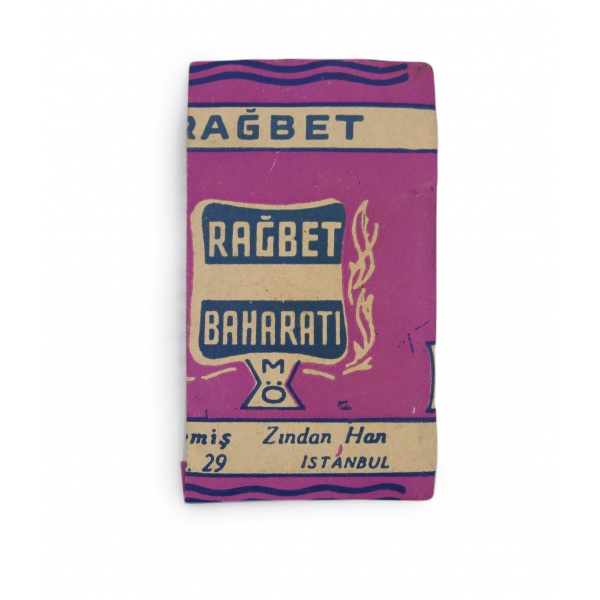 RAĞBET
RAĞBET
BAHARATI
MÖ
emiş Zından Han
. 29 ISTANBUL